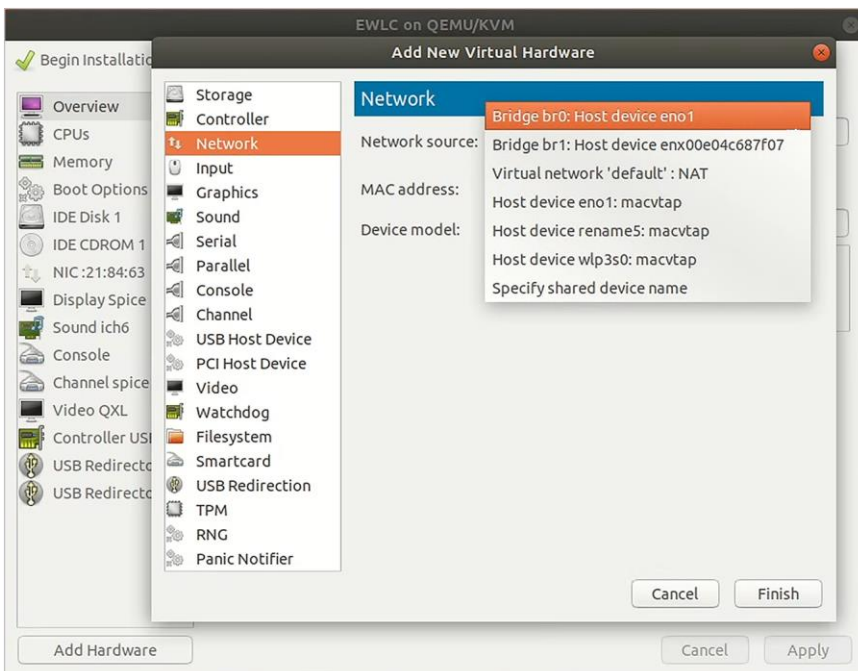 EWLC on QEMU/KVM
Begin Installatio
Overview
CPUs
Memory
Boot Options
IDE Disk 1
IDE CDROM 1
NIC :21:84:63
Display Spice
Sound ich6
Console
Channel spice
Video QXL
Controller USB
USB Redirecto
USB Redirecto
Add Hardware
Add New Virtual Hardware
Storage
Controller
Network
Input
Graphics
Sound
Serial
Parallel
Console
Channel
USB Host Device
PCI Host Device
Video
Watchdog
Filesystem
Smartcard
USB Redirection
TPM
RNG
Panic Notifier
Network
Network source:
MAC address:
Device model:
Bridge br0: Host device eno1
Bridge br1: Host device enx00e04c687f07
Virtual network 'default' : NAT
Host device eno1: macvtap
Host device rename5: macvtap
Host device wlp3s0: macvtap
Specify shared device name
Cancel Finish
Cancel Apply